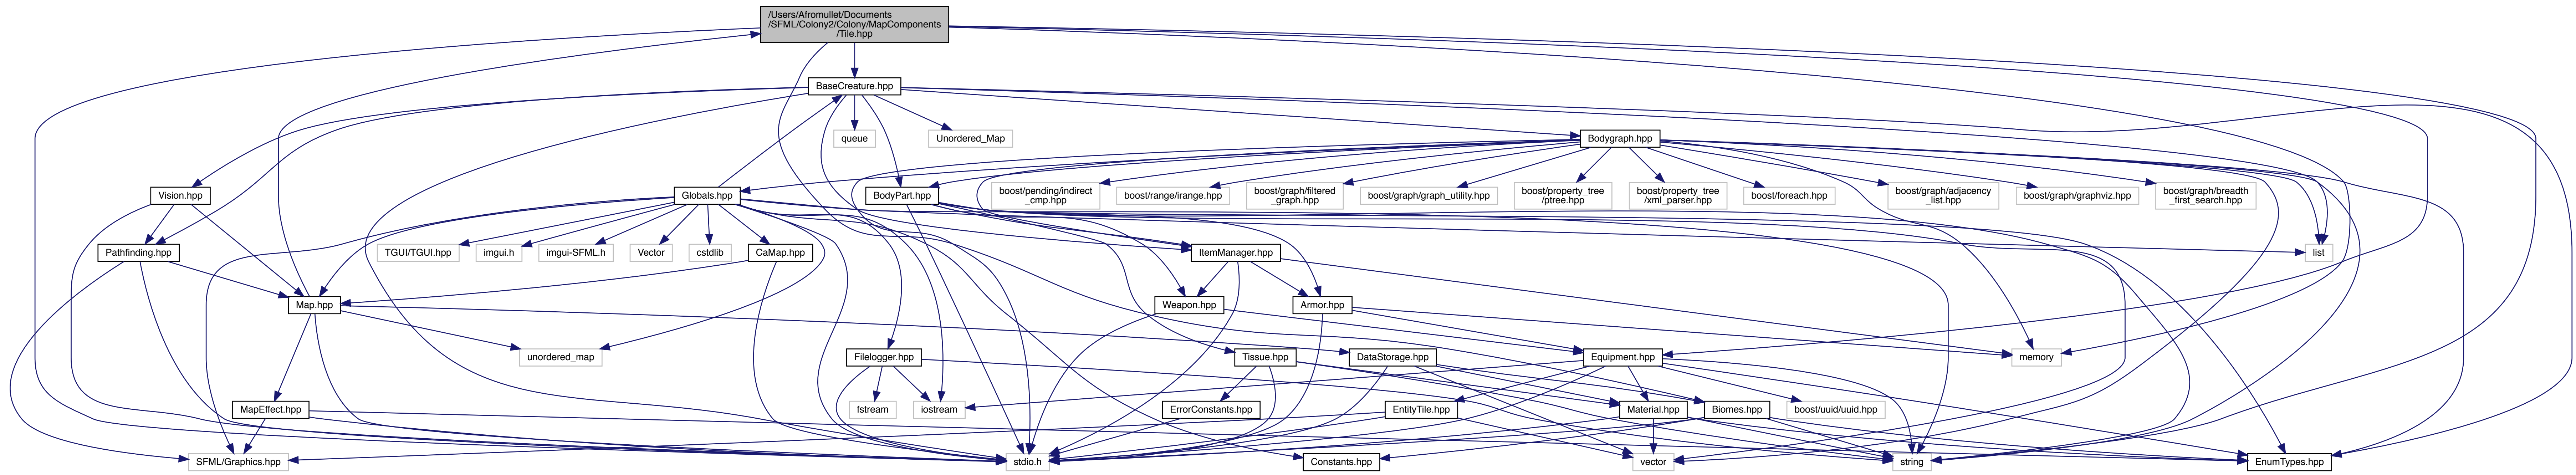 /Users/Afromullet/Documents
/SFML/Colony2/Colony/MapComponents
/Tile.hpp
BaseCreature.hpp
queue
Unordered_Map
Bodygraph.hpp
Vision.hpp
Globals.hpp
BodyPart.hpp
boost/pending/indirect
_cmp.hpp
boost/range/irange.hpp
boost/graph/filtered
_graph.hpp
boost/graph/graph_utility.hpp
boost/property_tree
/ptree.hpp
boost/property_tree
/xml_parser.hpp
boost/foreach.hpp
boost/graph/adjacency
_list.hpp
boost/graph/graphviz.hpp
boost/graph/breadth
_first_search.hpp
Pathfinding.hpp
TGUI/TGUI.hpp
imgui.h
imgui-SFML.h
Vector
cstdlib
CaMap.hpp
ItemManager.hpp
list
Map.hpp
Weapon.hpp
Armor.hpp
unordered_map
Filelogger.hpp
Tissue.hpp
DataStorage.hpp
Equipment.hpp
memory
MapEffect.hpp
fstream
iostream
ErrorConstants.hpp
EntityTile.hpp
Material.hpp
Biomes.hpp
boost/uuid/uuid.hpp
SFML/Graphics.hpp
stdio.h
Constants.hpp
vector
string
EnumTypes.hpp